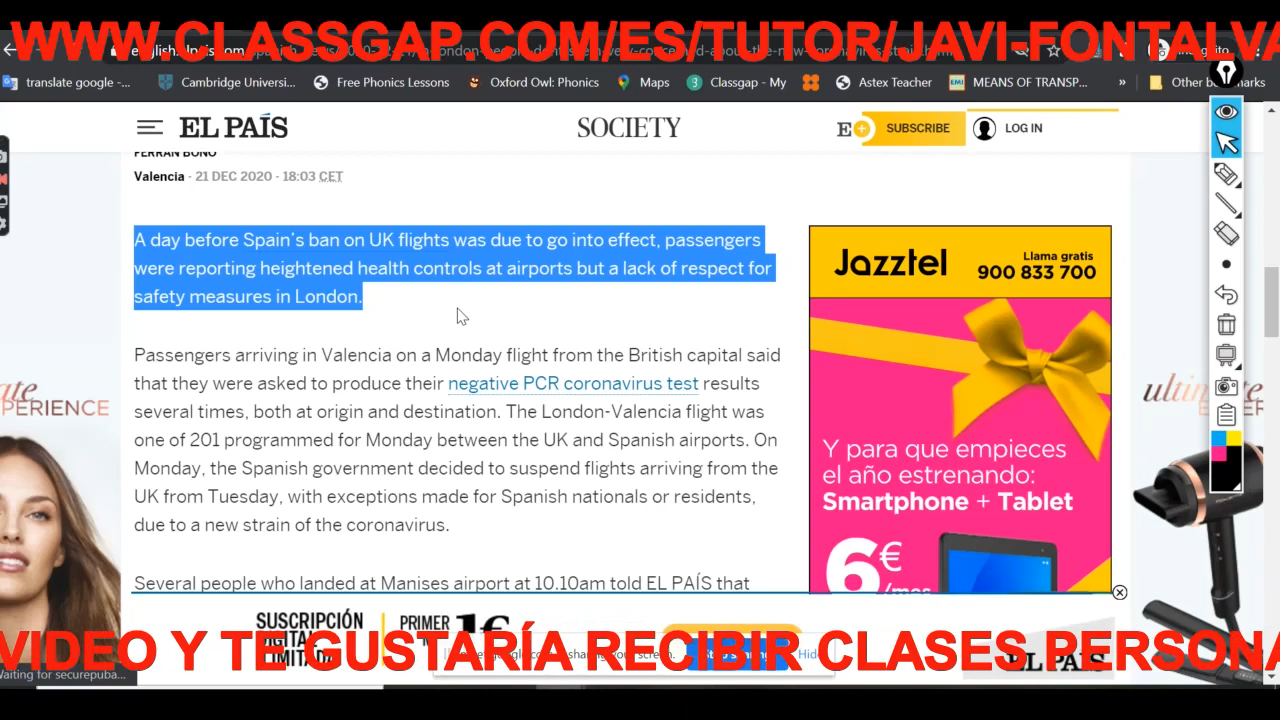 WWW.CLASSGAP.COM/ES/TUTOR/JAVI-FONTALVA
translate google -...
Cambridge Universi...
Free Phonics Lessons
Oxford Owl: Phonics
Maps
Classgap - My
Astex Teacher
MEANS OF TRANSP...
»
Other bookmarks
EL PAÍS
SOCIETY
E+
SUBSCRIBE
LOG IN
FERRAN BONO
Valencia - 21 DEC 2020 - 18:03 CET
A day before Spain's ban on UK flights was due to go into effect, passengers
were reporting heightened health controls at airports but a lack of respect for
safety measures in London.
Passengers arriving in Valencia on a Monday flight from the British capital said
that they were asked to produce their negative PCR coronavirus test results
several times, both at origin and destination. The London-Valencia flight was
one of 201 programmed for Monday between the UK and Spanish airports. On
Monday, the Spanish government decided to suspend flights arriving from the
UK from Tuesday, with exceptions made for Spanish nationals or residents,
due to a new strain of the coronavirus.
Several people who landed at Manises airport at 10.10am told EL PAÍS that
Jazztel
Llama gratis
900 833 700
Y para que empieces
el año estrenando:
Smartphone + Tablet
6€
/mes
PERIENCE
ultim
SUSCRIPCIÓN
PRIMER
1€
VIDEO Y TE GUSTARÍA RECIBIR CLASES PERSONA
Hide
EL PAÍS
Waiting for securepuba...